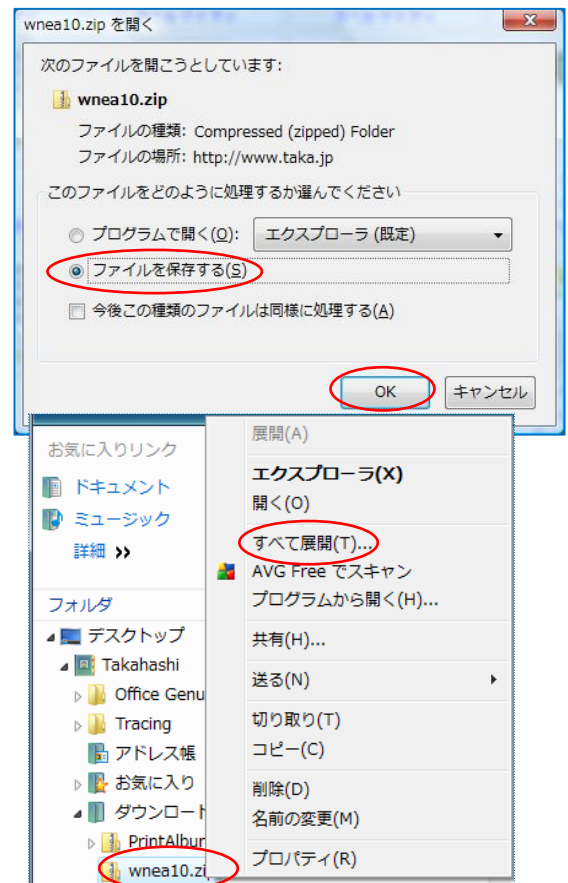 wnea10.zip を開く
次のファイルを開こうとしています:
wnea10.zip
ファイルの種類: Compressed (zipped) Folder
ファイルの場所: http://www.taka.jp
このファイルをどのように処理するか選んでください
プログラムで開く(O): エクスプローラ (既定)
ファイルを保存する(S)
今後この種類のファイルは同様に処理する(A)
OK キャンセル
お気に入りリンク
ドキュメント
ミュージック
詳細 >>
フォルダ
デスクトップ
Takahashi
Office Genu
Tracing
アドレス帳
お気に入り
ダウンロード
PrintAlbum
wnea10.zip
展開(A)
エクスプローラ(X)
開く(O)
すべて展開(T)...
AVG Free でスキャン
プログラムから開く(H)...
共有(H)...
送る(N)
切り取り(T)
コピー(C)
削除(D)
名前の変更(M)
プロパティ(R)